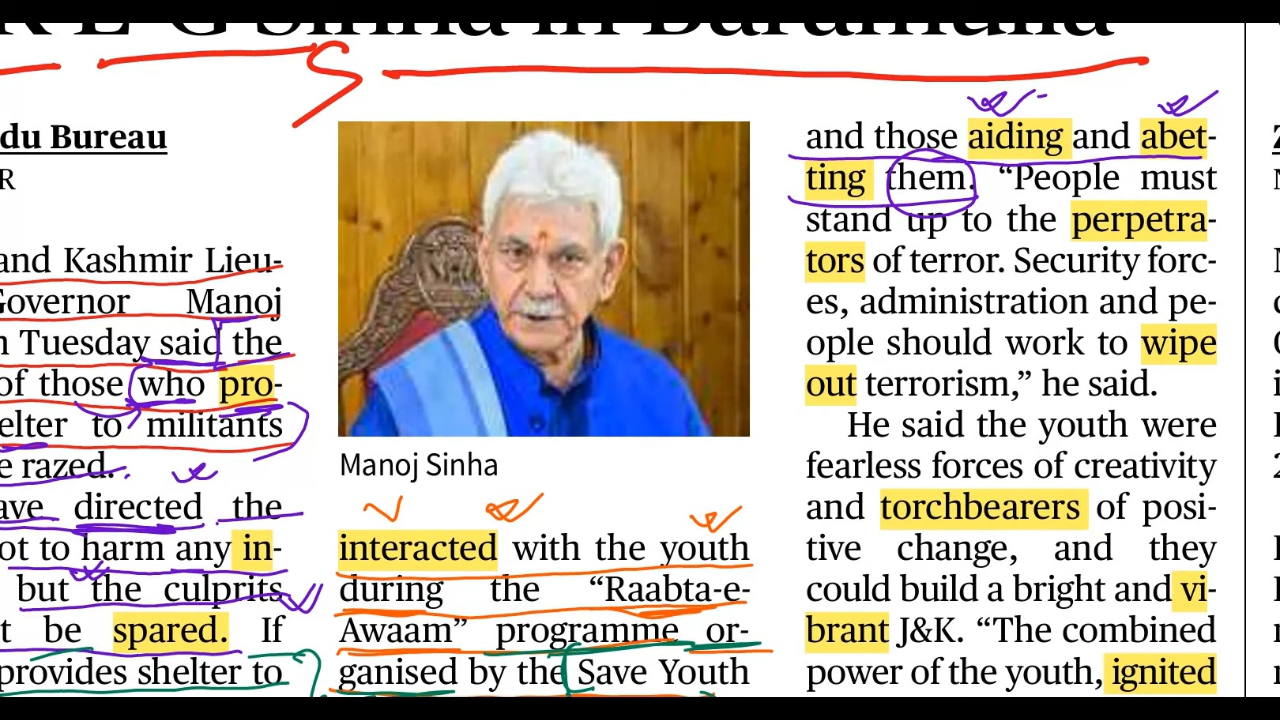 L-G Sinha in Baramulla
du Bureau
R
and Kashmir Lieu-
Governor Manoj
n Tuesday said the
of those who pro-
elter to militants
e razed.
ave directed the
ot to harm any in-
but the culprits
t be spared. If
provides shelter to
Manoj Sinha
interacted with the youth
during the “Raabta-e-
Awaam” programme or-
ganised by the Save Youth
and those aiding and abet-
ting them. “People must
stand up to the perpetra-
tors of terror. Security forc-
es, administration and pe-
ople should work to wipe
out terrorism,” he said.
He said the youth were
fearless forces of creativity
and torchbearers of posi-
tive change, and they
could build a bright and vi-
brant J&K. “The combined
power of the youth, ignited